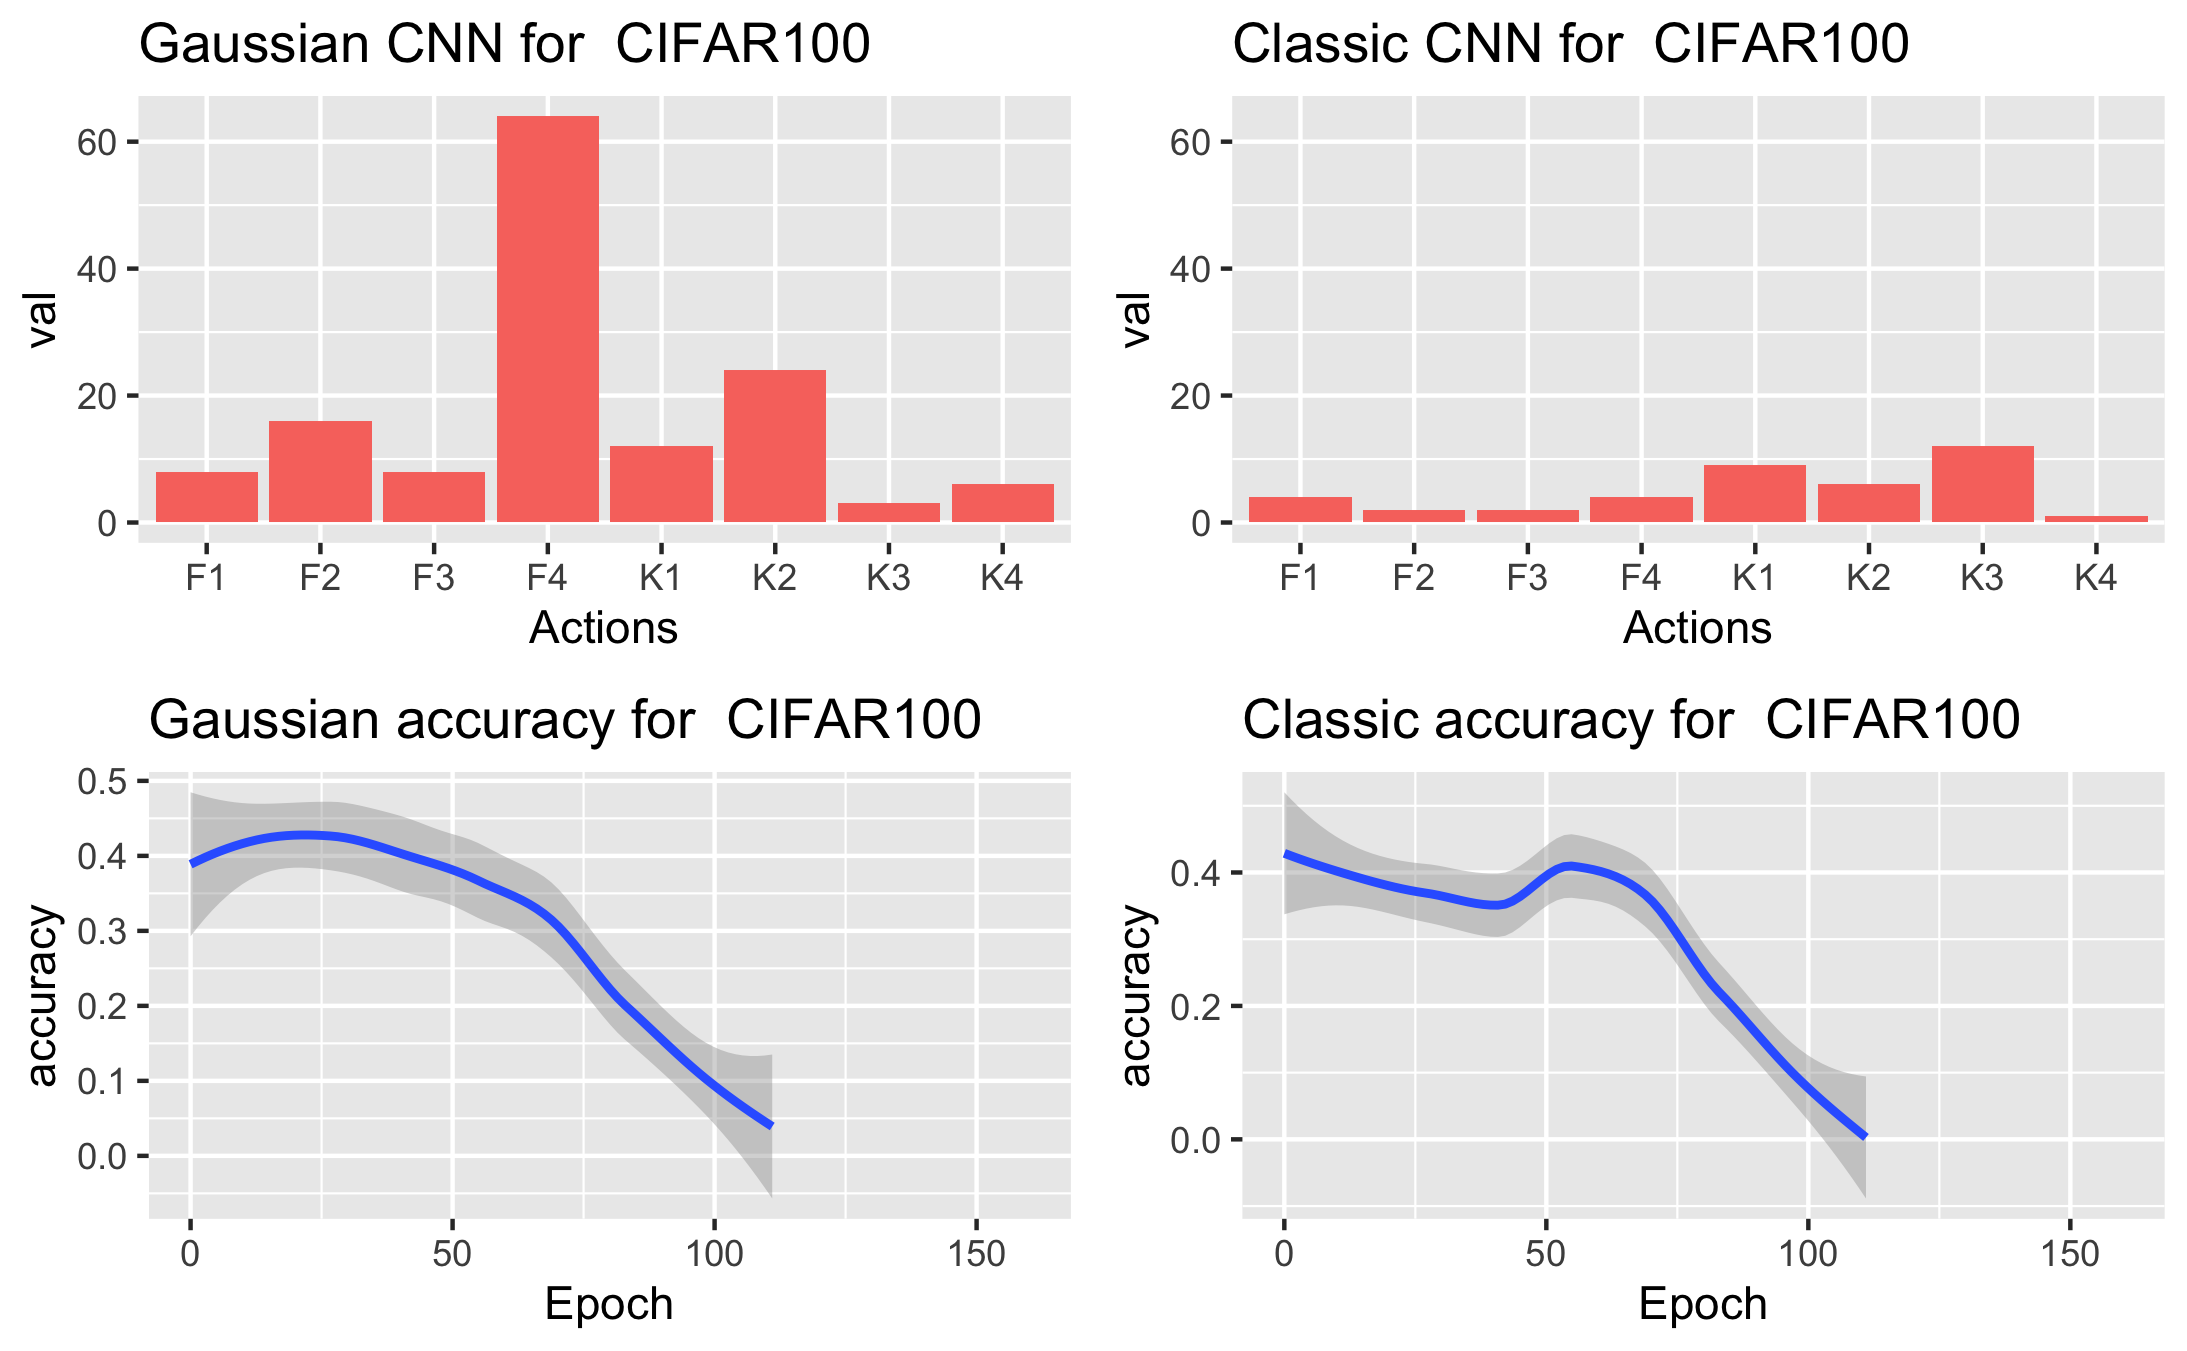 Gaussian CNN for  CIFAR100
60
40
20
0
val
F1 F2 F3 F4 K1 K2 K3 K4
Actions
Classic CNN for  CIFAR100
60
40
20
0
val
F1 F2 F3 F4 K1 K2 K3 K4
Actions
Gaussian accuracy for  CIFAR100
0.5
0.4
0.3
0.2
0.1
0.0
accuracy
0 50 100 150
Epoch
Classic accuracy for  CIFAR100
0.4
0.2
0.0
accuracy
0 50 100 150
Epoch